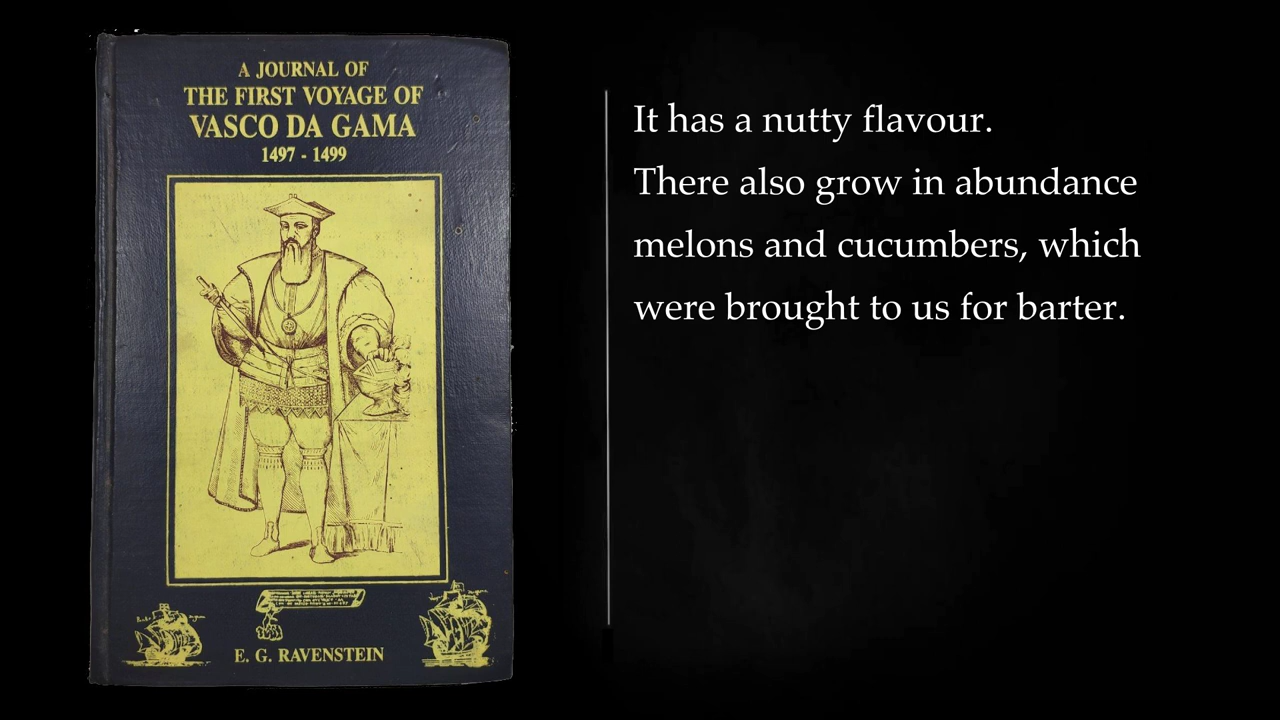 A JOURNAL OF
THE FIRST VOYAGE OF
VASCO DA GAMA
1497 - 1499
E. G. RAVENSTEIN
It has a nutty flavour.
There also grow in abundance
melons and cucumbers, which
were brought to us for barter.